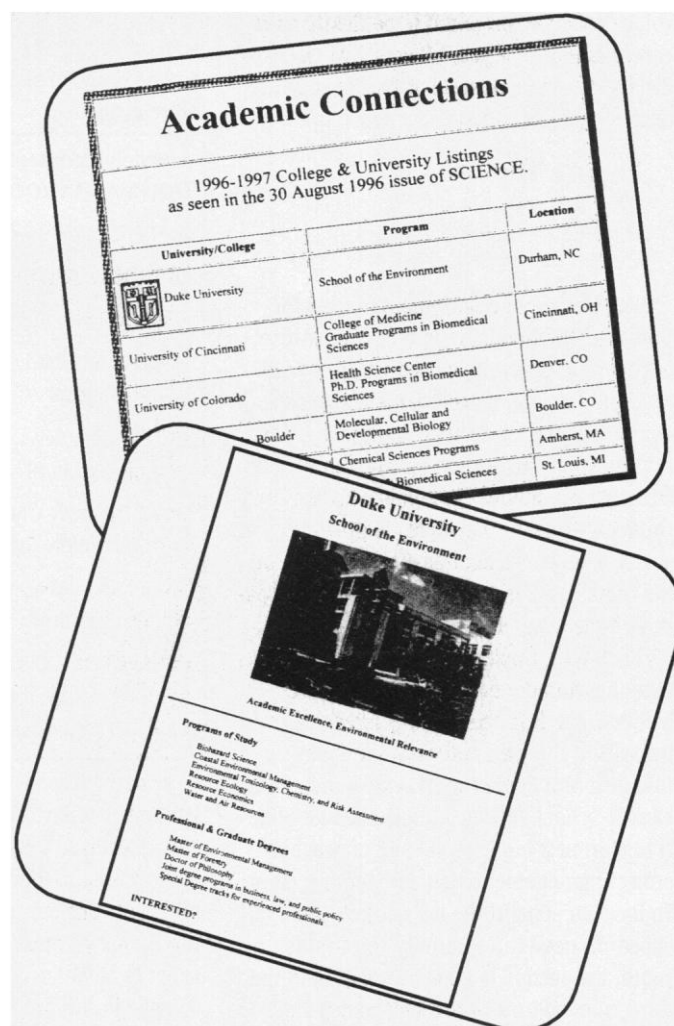 Academic Connections
1996-1997 College & University Listings
as seen in the 30 August 1996 issue of SCIENCE.
University/College Program Location
Duke University School of the Environment Durham, NC
University of Cincinnati College of Medicine Cincinnati, OH
Graduate Programs in Biomedical
Sciences
University of Colorado Health Science Center Denver, CO
Ph.D. Programs in Biomedical
Sciences
Boulder Molecular, Cellular and Boulder, CO
Developmental Biology
Chemical Sciences Programs Amherst, MA
Biomedical Sciences St. Louis, MI
Duke University
School of the Environment
Academic Excellence, Environmental Relevance
Programs of Study
Biohazard Science
Coastal Environmental Management
Environmental Toxicology, Chemistry, and Risk Assessment
Resource Ecology
Resource Economics
Water and Air Resources
Professional & Graduate Degrees
Master of Environmental Management
Master of Forestry
Doctor of Philosophy
Joint degree programs in business, law, and public policy
Special Degree tracks for experienced professionals
INTERESTED?